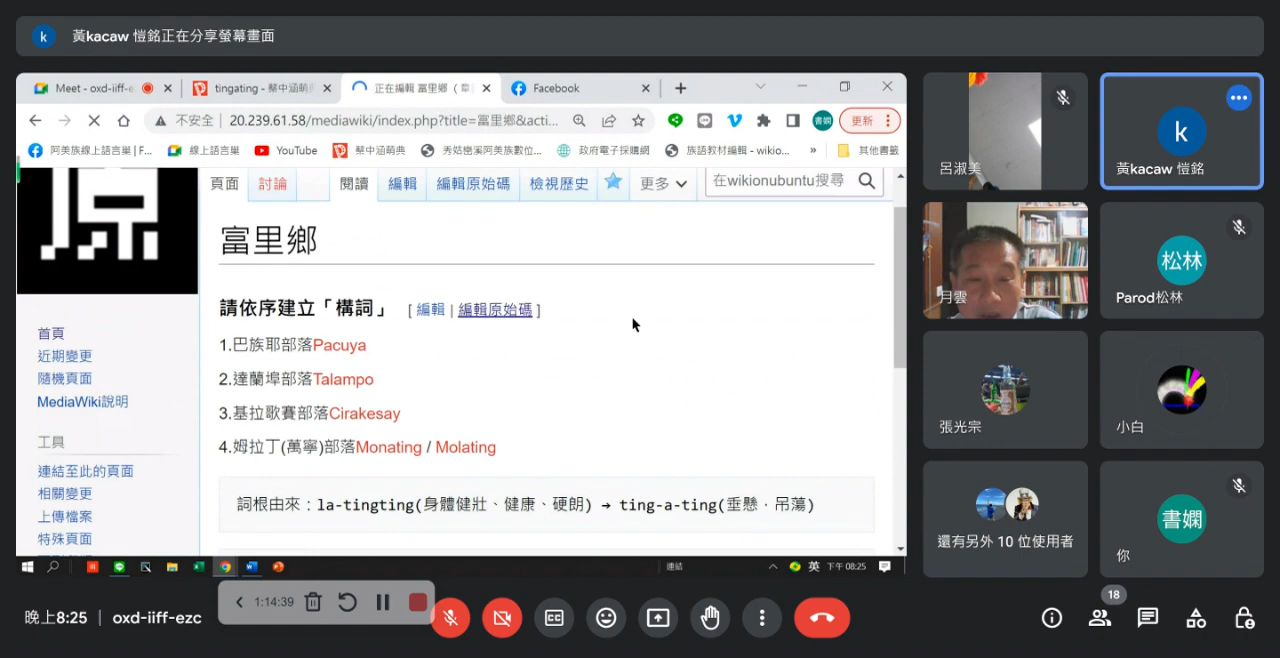 k 黃kacaw 愷銘正在分享螢幕畫面
Meet - oxd-iiff-e
tingating - 蔡中涵萌
正在編輯 富里鄉
Facebook
不安全 | 20.239.61.58/mediawiki/index.php?title=富里鄉&acti...
書嫻
更新
阿美族線上語言巢 | F...
線上語言巢
YouTube
蔡中涵萌典
秀姑巒溪阿美族數位...
政府電子採購網
族語教材編輯 - wikio...
»
其他書籤
頁面
討論
閱讀
編輯
編輯原始碼
檢視歷史
更多
在wikionubuntu搜尋
富里鄉
請依序建立「構詞」 [ 編輯 | 編輯原始碼 ]
1.巴族耶部落Pacuya
2.達蘭埠部落Talampo
3.基拉歌賽部落Cirakesay
4.姆拉丁(萬寧)部落Monating / Molating
詞根由來：la-tingting(身體健壯、健康、硬朗) → ting-a-ting(垂懸．吊蕩)
首頁
近期變更
隨機頁面
MediaWiki說明
工具
連結至此的頁面
相關變更
上傳檔案
特殊頁面
連結
英
下午 08:25
呂淑美
k
黃kacaw 愷銘
月雲
松林
Parod松林
張光宗
小白
還有另外 10 位使用者
書嫻
你
晚上8:25 | oxd-iiff-ezc
1:14:39
18